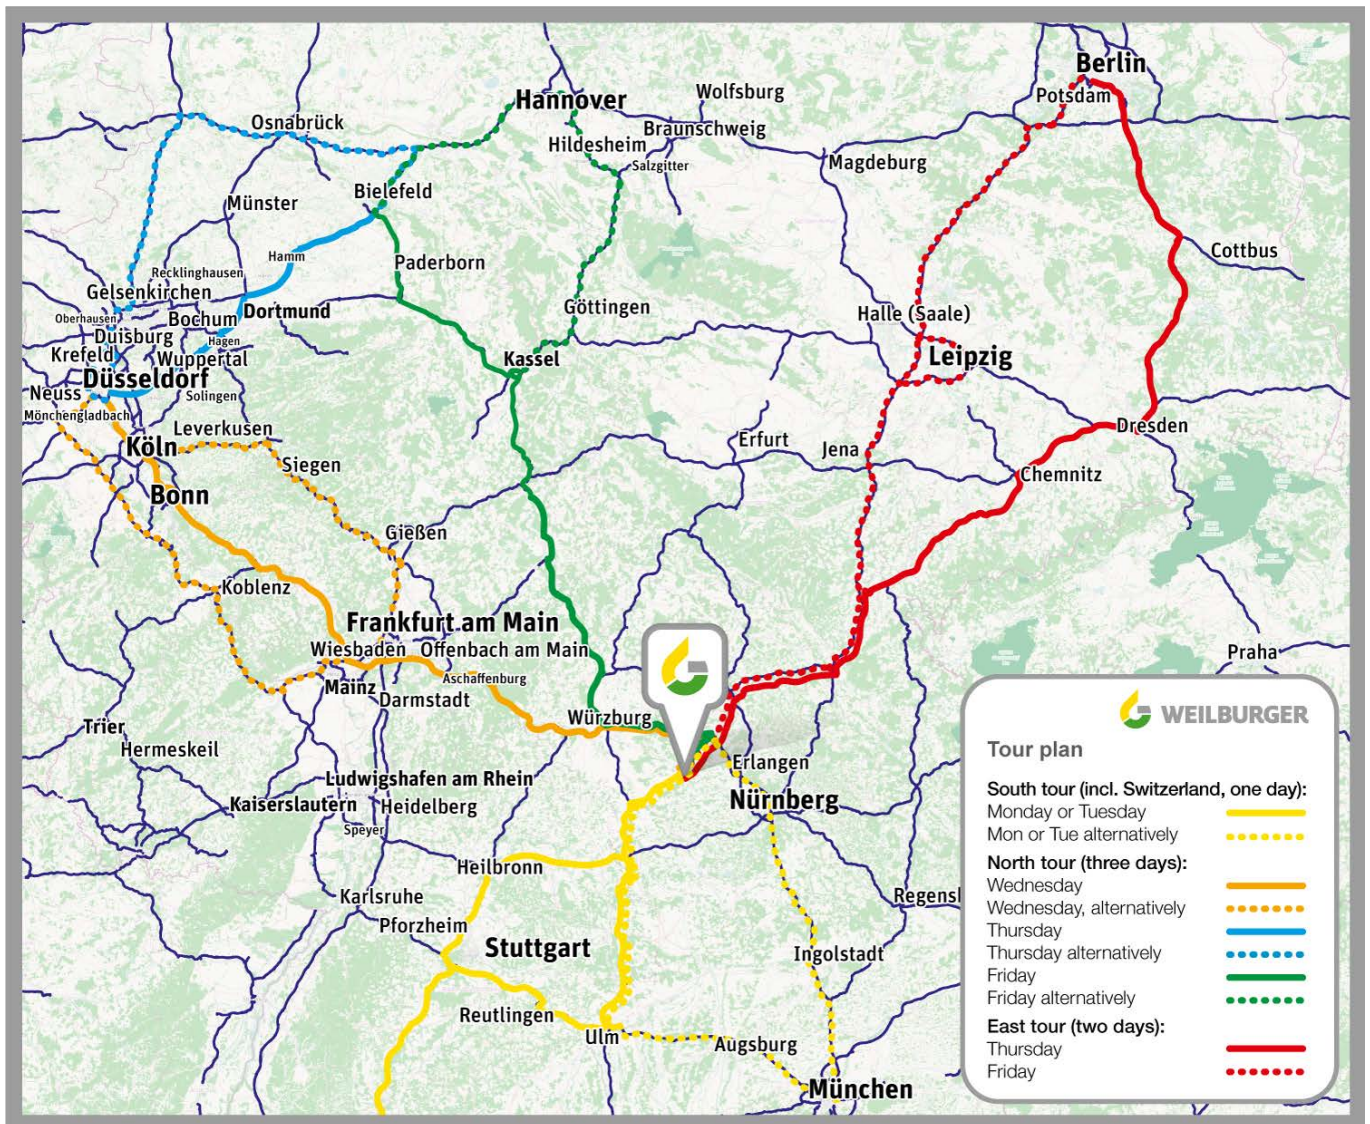 Berlin
Potsdam
Hannover
Wolfsburg
Osnabrück
Braunschweig
Hildesheim
Salzgitter
Magdeburg
Bielefeld
Münster
Hamm
Paderborn
Cottbus
Recklinghausen
Gelsenkirchen
Oberhausen
Bochum
Dortmund
Göttingen
Halle (Saale)
Duisburg
Hagen
Krefeld
Wuppertal
Kassel
Leipzig
Düsseldorf
Neuss
Solingen
Mönchengladbach
Leverkusen
Köln
Erfurt
Jena
Dresden
Siegen
Chemnitz
Bonn
Gießen
Koblenz
Frankfurt am Main
Wiesbaden
Offenbach am Main
Praha
Aschaffenburg
Mainz
Darmstadt
Würzburg
Trier
Hermeskeil
Erlangen
Ludwigshafen am Rhein
Nürnberg
Kaiserslautern
Heidelberg
Speyer
Heilbronn
Karlsruhe
Regensl
Pforzheim
Stuttgart
Ingolstadt
Reutlingen
Ulm
Augsburg
München
WEILBURGER
Tour plan
South tour (incl. Switzerland, one day):
Monday or Tuesday
Mon or Tue alternatively
North tour (three days):
Wednesday
Wednesday, alternatively
Thursday
Thursday alternatively
Friday
Friday alternatively
East tour (two days):
Thursday
Friday